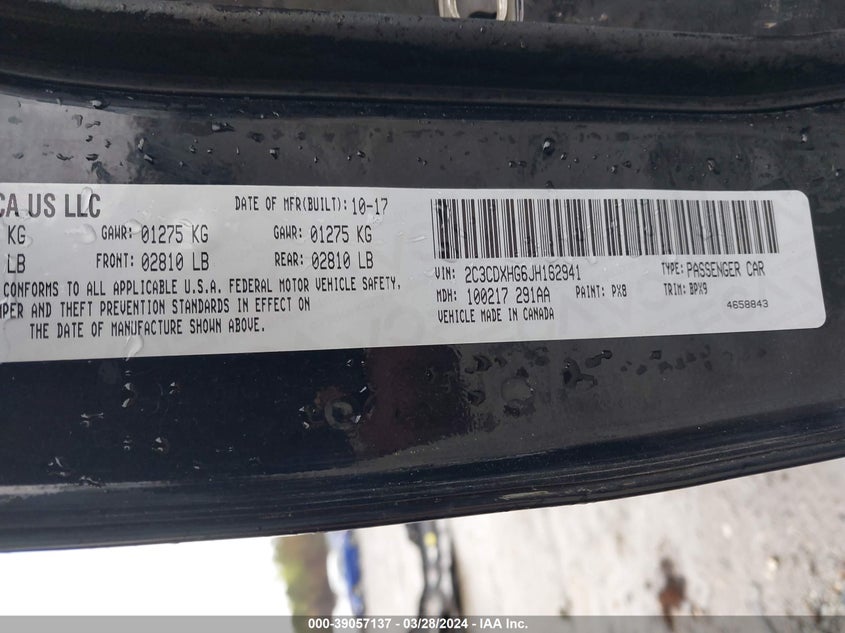 CA US LLC
DATE OF MFR(BUILT): 10-17
KG GAWR: 01275 KG GAWR: 01275 KG
LB FRONT: 02810 LB REAR: 02810 LB
CONFORMS TO ALL APPLICABLE U.S.A. FEDERAL MOTOR VEHICLE SAFETY,
MPER AND THEFT PREVENTION STANDARDS IN EFFECT ON
THE DATE OF MANUFACTURE SHOWN ABOVE.
VIN: 2C3CDXHG6JH162941 TYPE: PASSENGER CAR
MDH: 100217 291AA PAINT: PX8 TRIM: BPX9
VEHICLE MADE IN CANADA 4658843
000-39057137 - 03/28/2024 - IAA Inc.